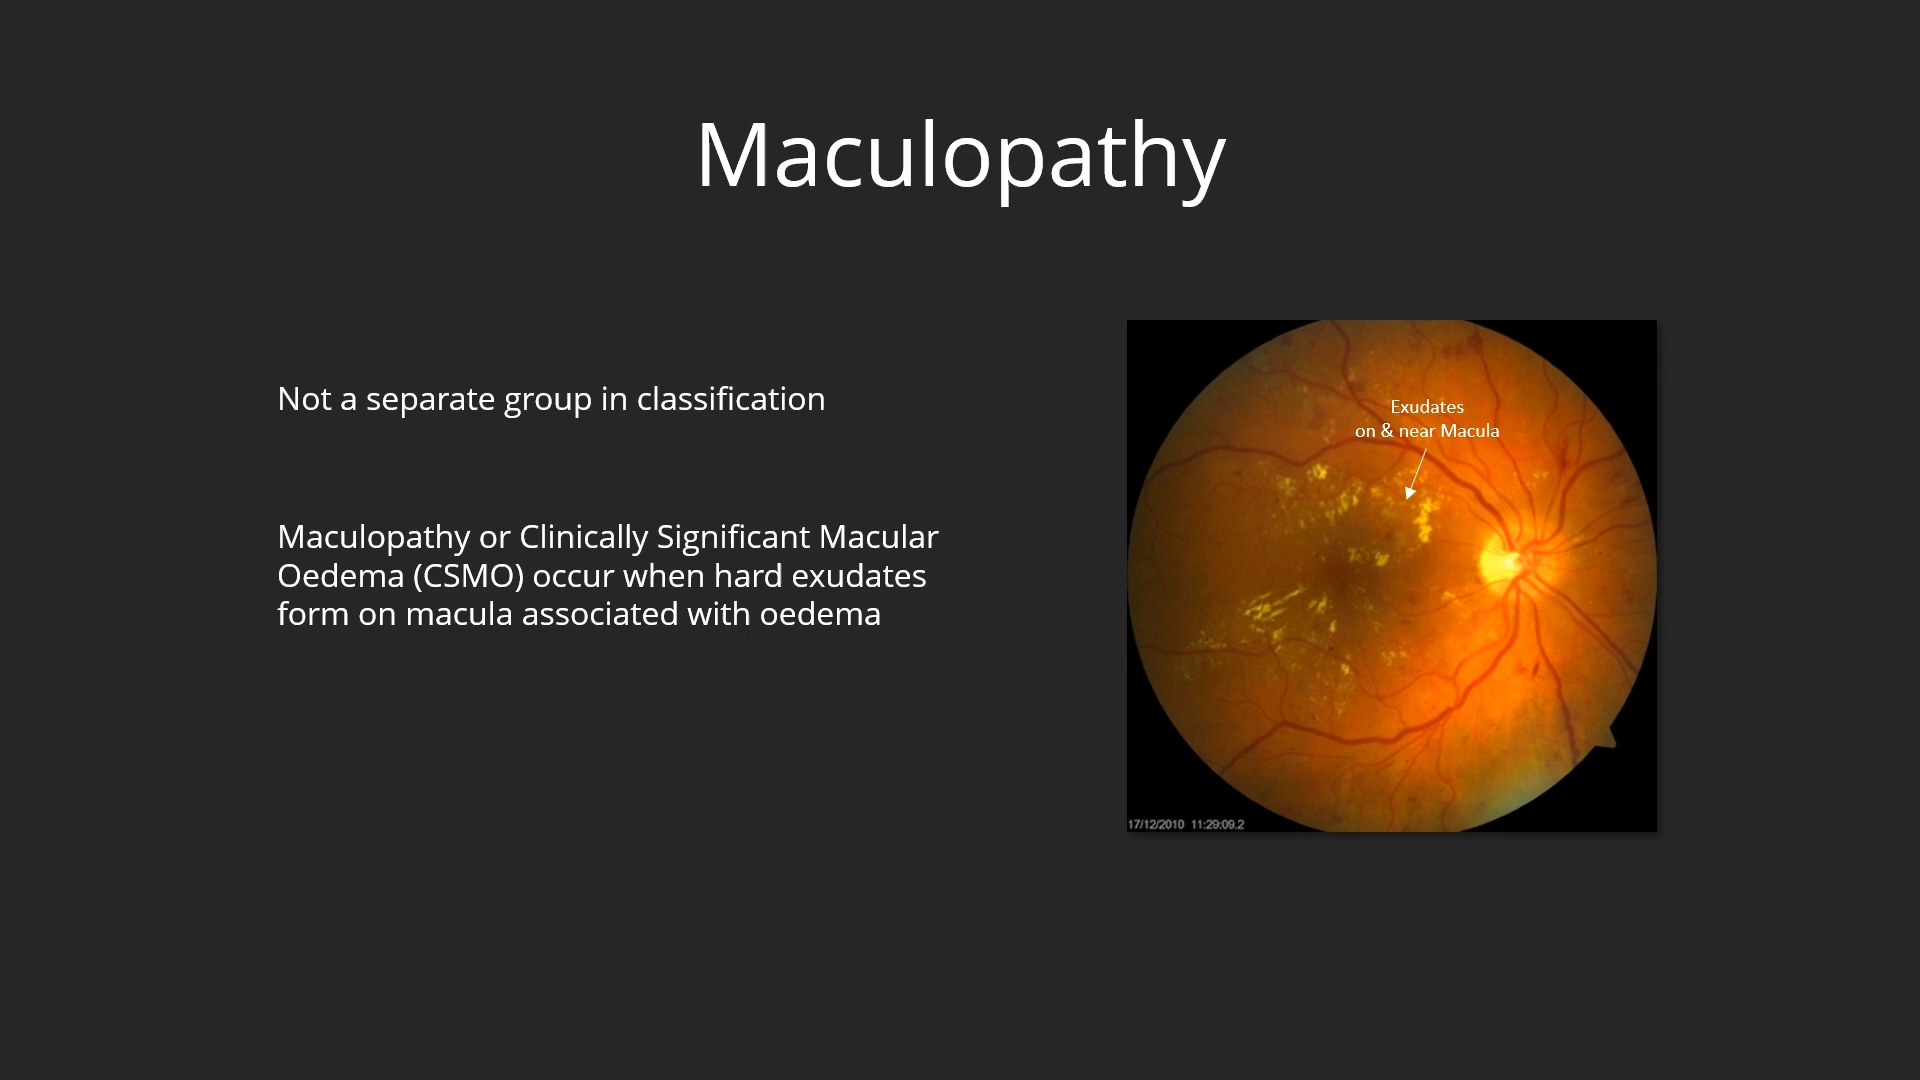 Maculopathy
Not a separate group in classification
Maculopathy or Clinically Significant Macular
Oedema (CSMO) occur when hard exudates
form on macula associated with oedema
Exudates
on & near Macula
17/12/2010 11:29:09.2